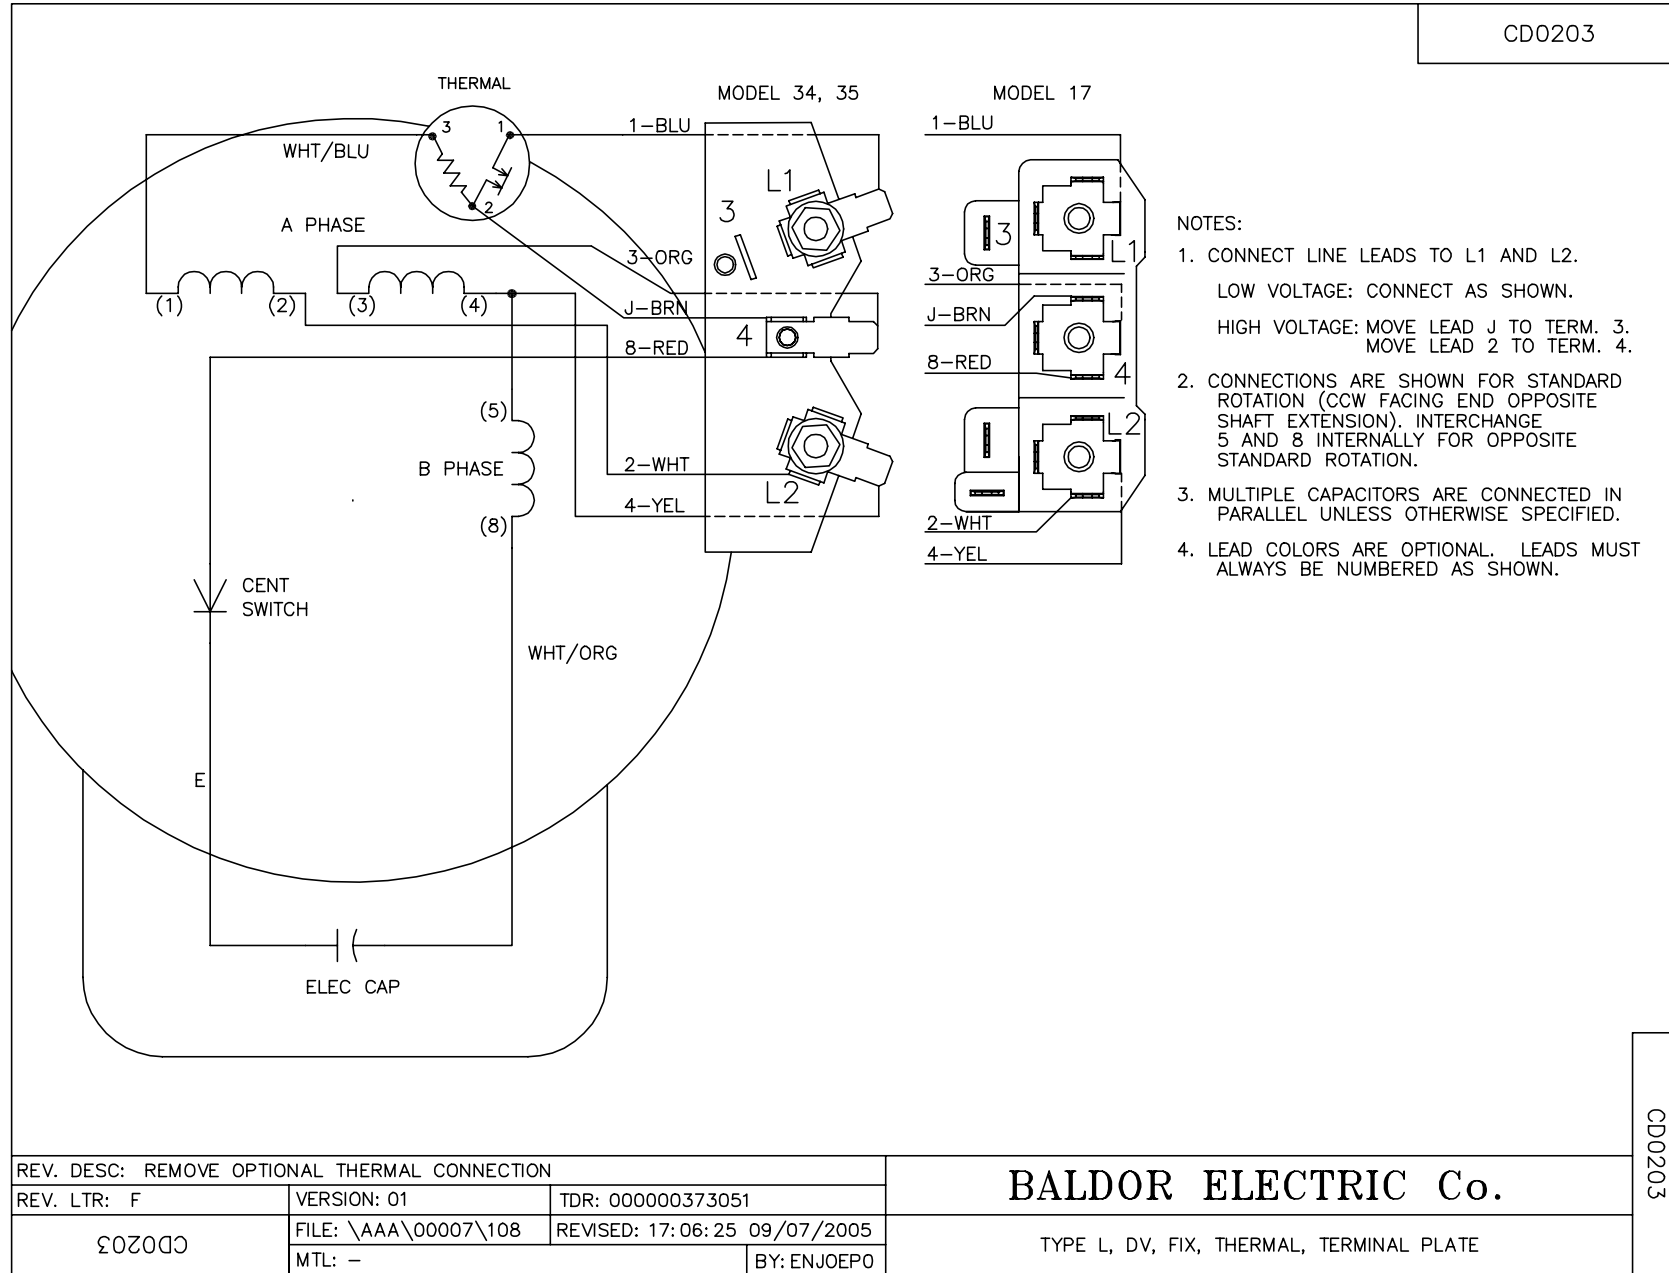 CD0203
THERMAL
MODEL 34, 35
MODEL 17
3
1
2
WHT/BLU
A PHASE
1-BLU
3-ORG
J-BRN
8-RED
2-WHT
4-YEL
L1
3
4
L2
1-BLU
3-ORG
J-BRN
8-RED
2-WHT
4-YEL
3
L1
4
L2
(1)
(2)
(3)
(4)
(5)
B PHASE
(8)
CENT
SWITCH
WHT/ORG
E
ELEC CAP
NOTES:
1. CONNECT LINE LEADS TO L1 AND L2.
LOW VOLTAGE: CONNECT AS SHOWN.
HIGH VOLTAGE: MOVE LEAD J TO TERM. 3.
MOVE LEAD 2 TO TERM. 4.
2. CONNECTIONS ARE SHOWN FOR STANDARD
ROTATION (CCW FACING END OPPOSITE
SHAFT EXTENSION). INTERCHANGE
5 AND 8 INTERNALLY FOR OPPOSITE
STANDARD ROTATION.
3. MULTIPLE CAPACITORS ARE CONNECTED IN
PARALLEL UNLESS OTHERWISE SPECIFIED.
4. LEAD COLORS ARE OPTIONAL. LEADS MUST
ALWAYS BE NUMBERED AS SHOWN.
CD0203
REV. DESC: REMOVE OPTIONAL THERMAL CONNECTION
REV. LTR: F
VERSION: 01
TDR: 000000373051
CD0203
FILE: \AAA\00007\108
REVISED: 17:06:25 09/07/2005
MTL: -
BY: ENJOEPO
BALDOR ELECTRIC Co.
TYPE L, DV, FIX, THERMAL, TERMINAL PLATE